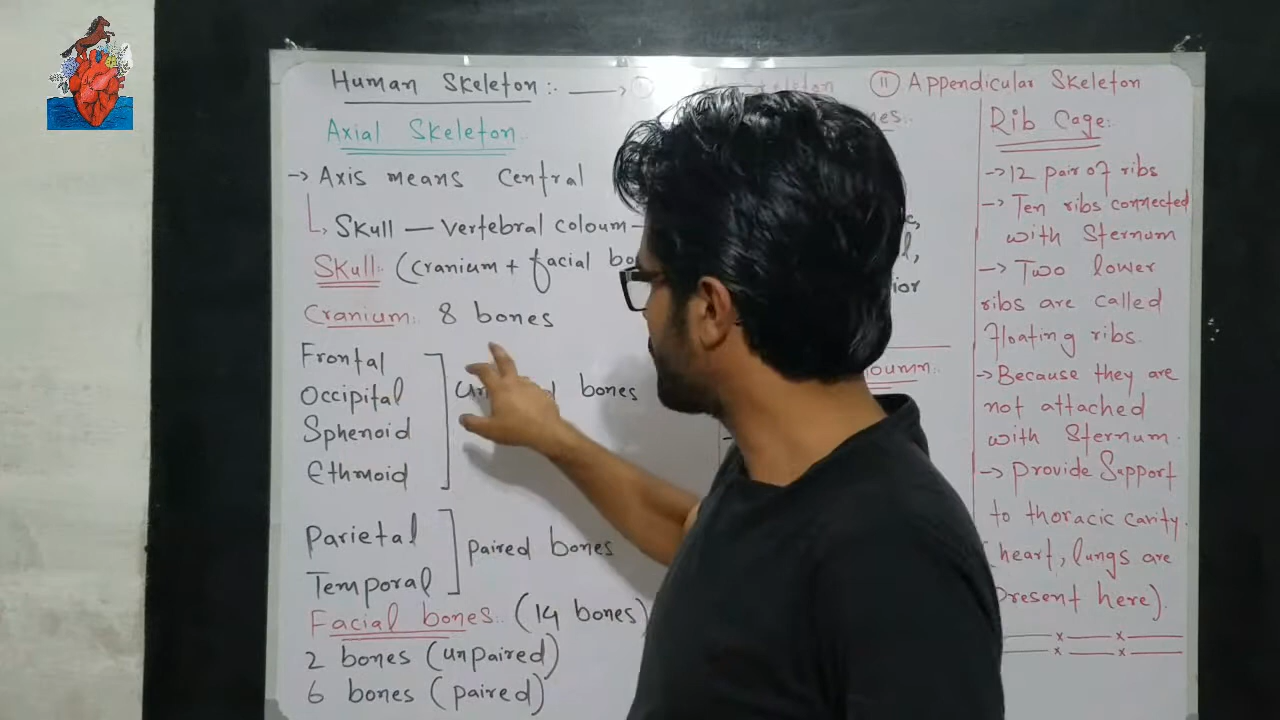 Human Skeleton:. → 
II Appendicular Skeleton
Axial Skeleton
→ Axis means Central
Skull — Vertebral Coloum
Skull:. (Cranium + facial
Cranium: 8 bones
Frontal
Occipital
Sphenoid
Ethmoid
bones
Parietal
Temporal
paired bones
Facial bones:. (14 bones)
2 bones (unpaired)
6 bones (paired)
Rib Cage:.
→ 12 pair of ribs
→ Ten ribs connected
with Sternum
→ Two lower
ribs are called
floating ribs.
→ Because they are
not attached
with Sternum.
→ provide Support
to thoracic cavity.
heart, lungs are
present here).